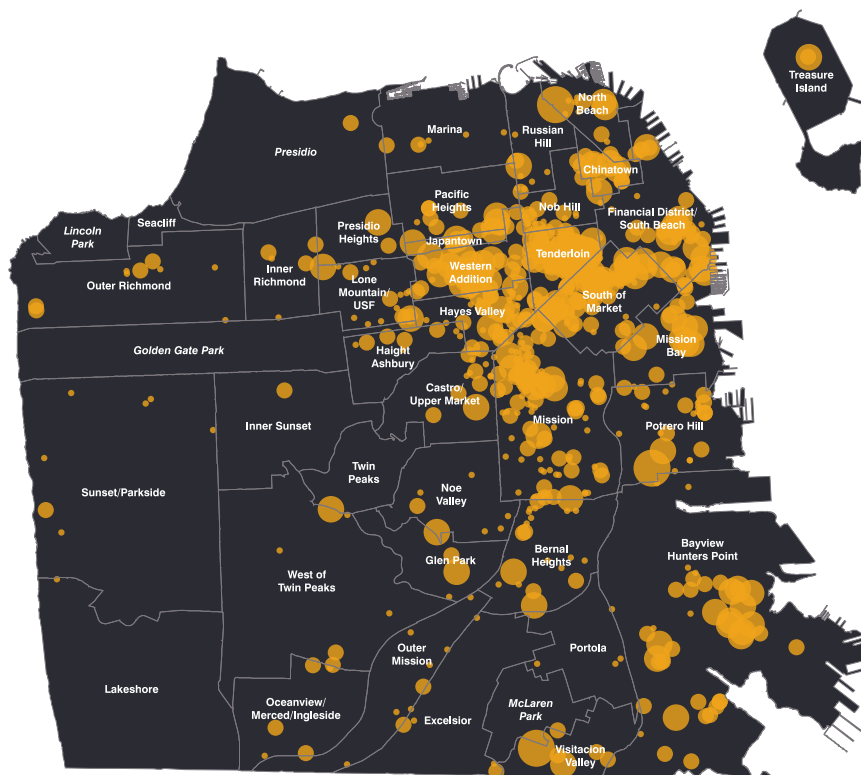 Treasure
Island
North
Beach
Marina
Russian
Hill
Presidio
Chinatown
Pacific
Heights
Nob Hill
Seacliff
Lincoln
Park
Presidio
Heights
Financial District/
South Beach
Japantown
Tenderloin
Inner
Richmond
Western
Addition
Outer Richmond
Lone
Mountain/
USF
South of
Market
Hayes Valley
Golden Gate Park
Haight
Ashbury
Mission
Bay
Castro/
Upper Market
Inner Sunset
Mission
Potrero Hill
Twin
Peaks
Sunset/Parkside
Noe
Valley
Bayview
Hunters Point
Glen Park
Bernal
Heights
West of
Twin Peaks
Outer
Mission
Portola
Lakeshore
Oceanview/
Merced/Ingleside
McLaren
Park
Excelsior
Visitacion
Valley